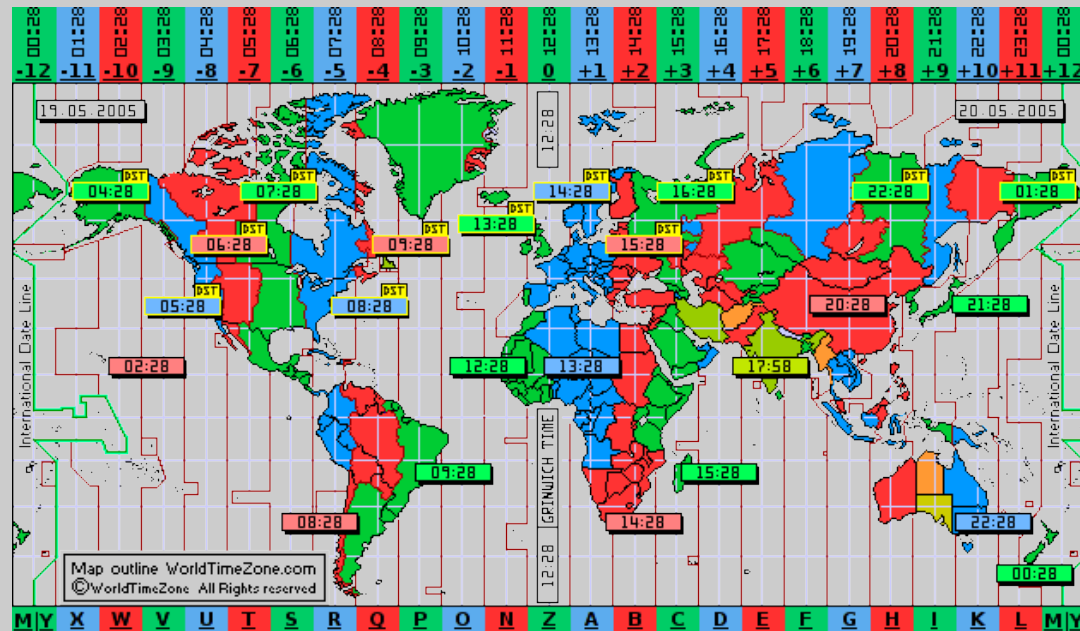 00:28 01:28 02:28 03:28 04:28 05:28 06:28 07:28 08:28 09:28 10:28 11:28 12:28 13:28 14:28 15:28 16:28 17:28 18:28 19:28 20:28 21:28 22:28 23:28 00:28
-12 -11 -10 -9 -8 -7 -6 -5 -4 -3 -2 -1 0 +1 +2 +3 +4 +5 +6 +7 +8 +9 +10 +11 +12
19.05.2005
12:28
20.05.2005
DST DST DST DST DST DST
04:28 07:28 14:28 16:28 22:28 01:28
DST
13:28
DST DST DST
06:28 09:28 15:28
DST DST
05:28 08:28 20:28 21:28
International Date Line
International Date Line
02:28 12:28 13:28 17:58
09:28 15:28
08:28 14:28 22:28
12:28 GRINWICH TIME 12:28
00:28
Map outline WorldTimeZone.com
©WorldTimeZone All Rights reserved
M|Y X W V U T S R Q P O N Z A B C D E F G H I K L M|Y